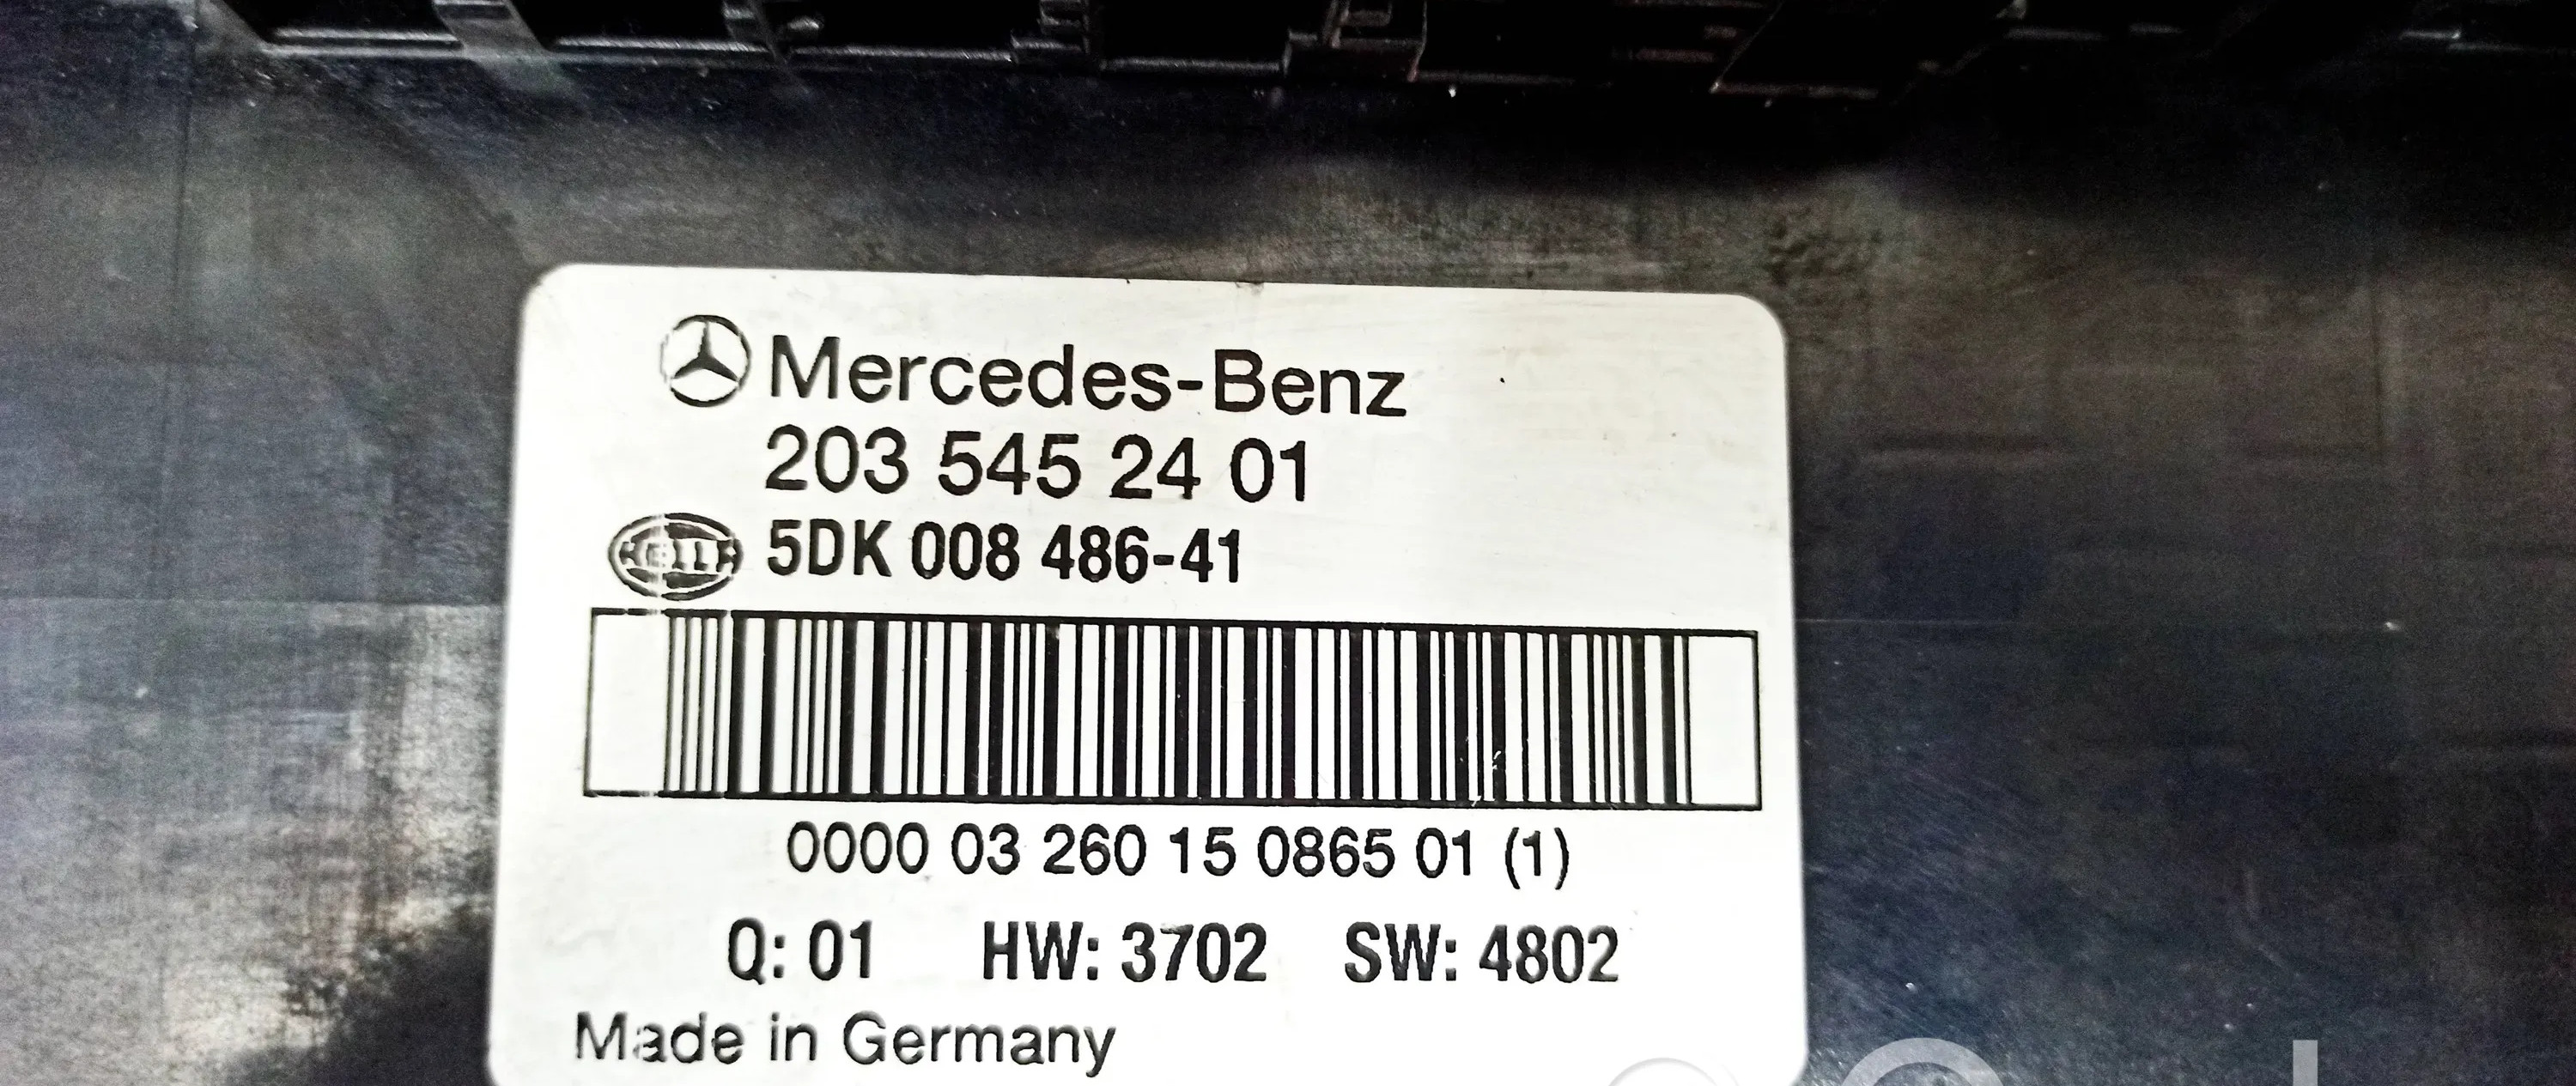 Mercedes-Benz
203 545 24 01
HELLA 5DK 008 486-41
0000 03 260 15 0865 01 (1)
Q: 01 HW: 3702 SW: 4802
Made in Germany